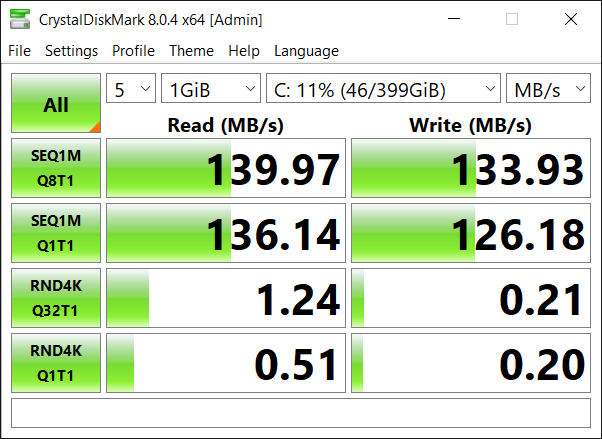 CrystalDiskMark 8.0.4 x64 [Admin]
File Settings Profile Theme Help Language
All 5 1GiB C: 11% (46/399GiB) MB/s
Read (MB/s) Write (MB/s)
SEQ1M
Q8T1 139.97 133.93
SEQ1M
Q1T1 136.14 126.18
RND4K
Q32T1 1.24 0.21
RND4K
Q1T1 0.51 0.20